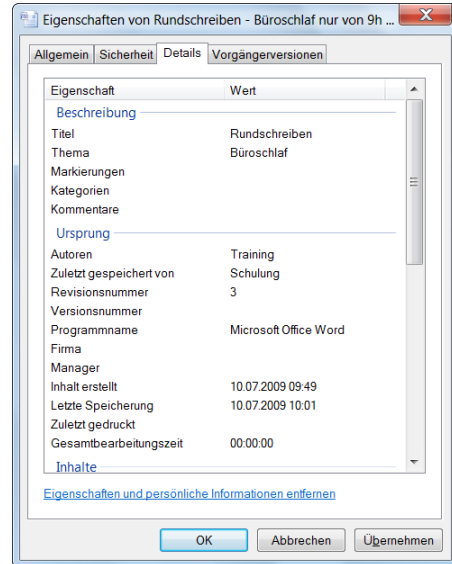 Eigenschaften von Rundschreiben - Büroschlaf nur von 9h ...
Allgemein Sicherheit Details Vorgängerversionen
Eigenschaft Wert
Beschreibung
Titel Rundschreiben
Thema Büroschlaf
Markierungen
Kategorien
Kommentare
Ursprung
Autoren Training
Zuletzt gespeichert von Schulung
Revisionsnummer 3
Versionsnummer
Programmname Microsoft Office Word
Firma
Manager
Inhalt erstellt 10.07.2009 09:49
Letzte Speicherung 10.07.2009 10:01
Zuletzt gedruckt
Gesamtbearbeitungszeit 00:00:00
Inhalte
Eigenschaften und persönliche Informationen entfernen
OK Abbrechen Übernehmen